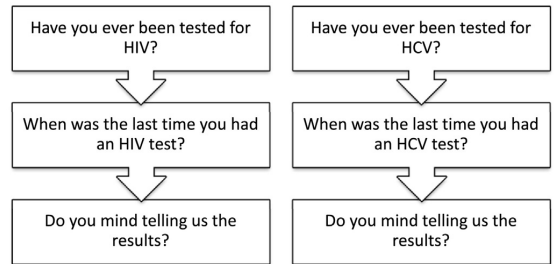 Have you ever been tested for
HIV?
When was the last time you had
an HIV test?
Do you mind telling us the
results?
Have you ever been tested for
HCV?
When was the last time you had
an HCV test?
Do you mind telling us the
results?